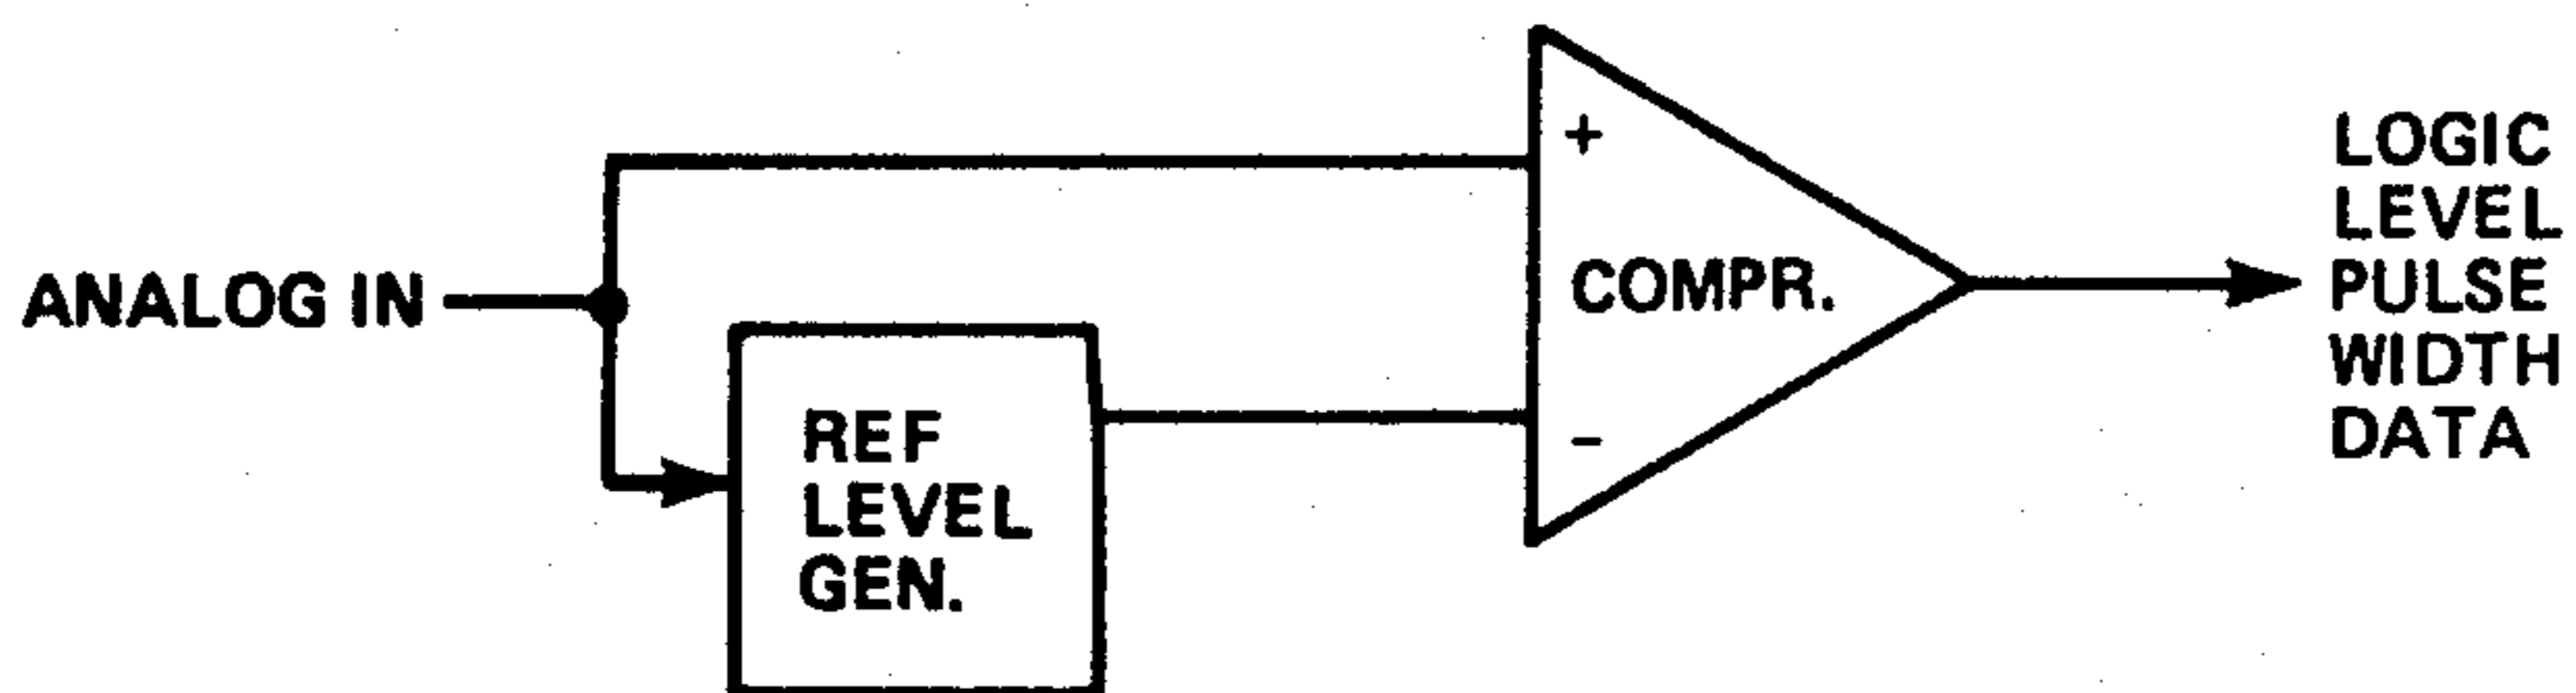 ANALOG IN
REF
LEVEL
GEN.
+
COMPR.
-
LOGIC
LEVEL
PULSE
WIDTH
DATA